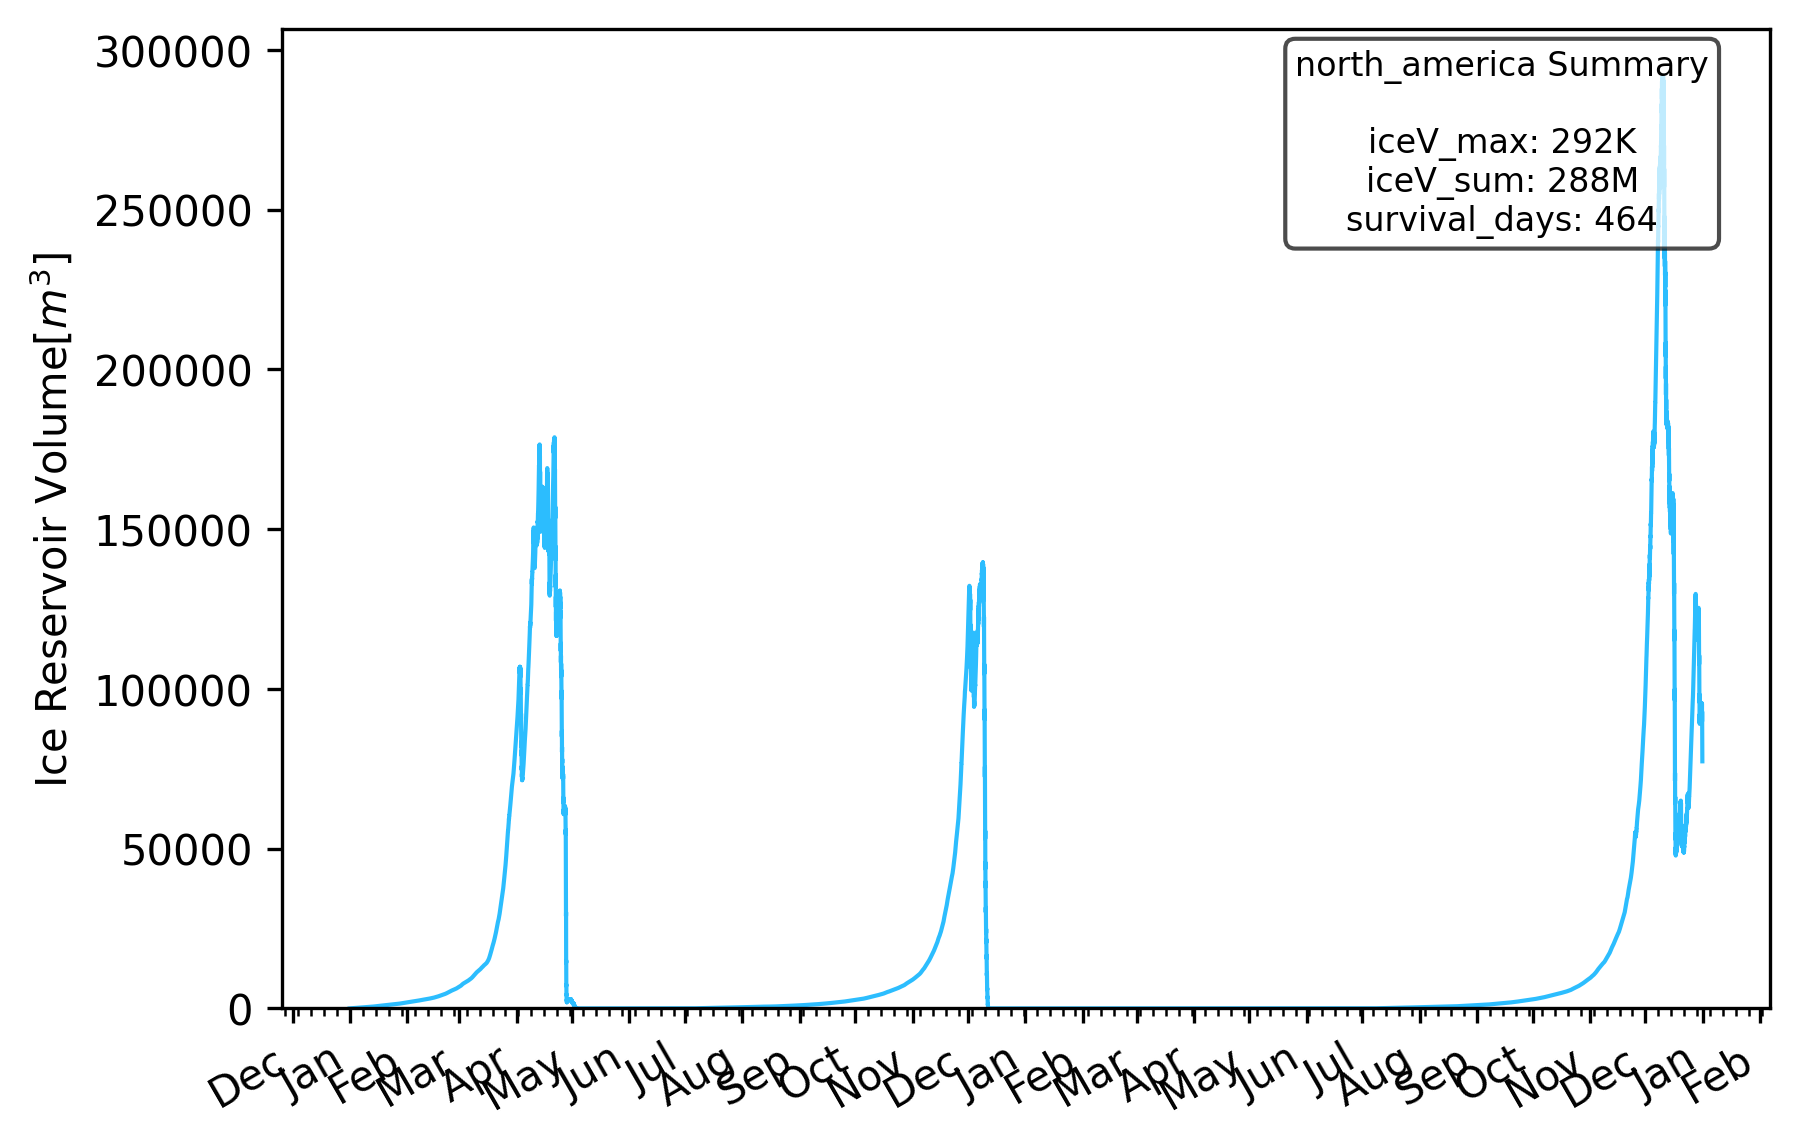 north_america Summary
iceV_max: 292K
iceV_sum: 288M
survival_days: 464
Ice Reservoir Volume[$m^3$]
300000
250000
200000
150000
100000
50000
0
Dec Jan Feb Mar Apr May Jun Jul Aug Sep Oct Nov Dec Jan Feb Mar Apr May Jun Jul Aug Sep Oct Nov Dec Jan Feb